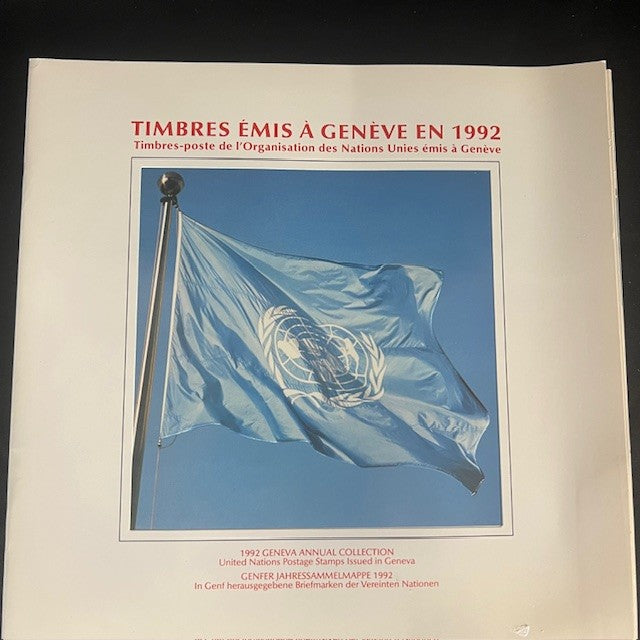 TIMBRES ÉMIS À GENÈVE EN 1992
Timbres-poste de l'Organisation des Nations Unies émis à Genève
1992 GENEVA ANNUAL COLLECTION
United Nations Postage Stamps Issued in Geneva
GENFER JAHRESSAMMELMAPPE 1992
In Genf herausgegebene Briefmarken der Vereinten Nationen